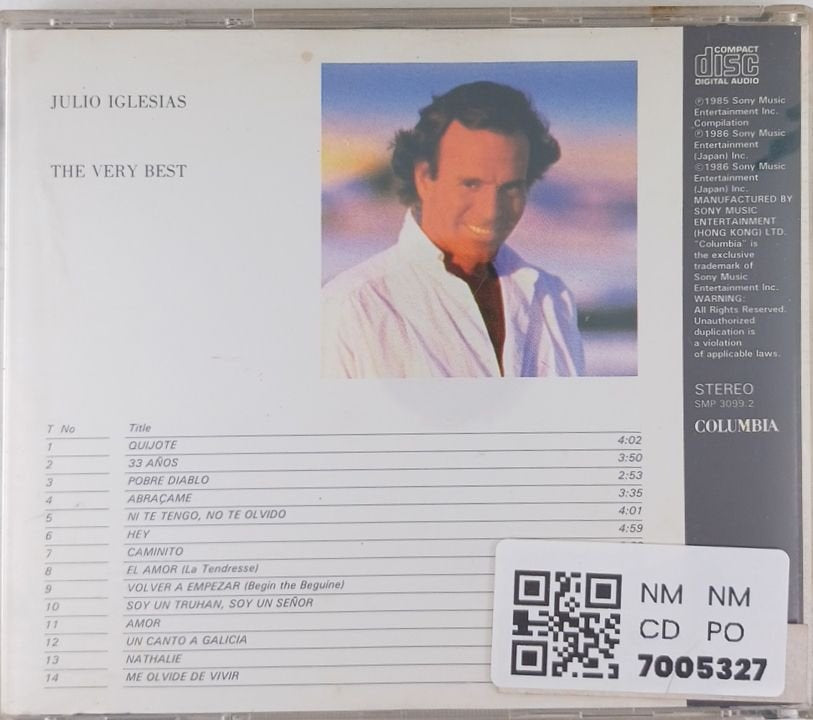 JULIO IGLESIAS
THE VERY BEST
COMPACT
disc
DIGITAL AUDIO
℗1985 Sony Music
Entertainment Inc.
Compilation
℗1986 Sony Music
Entertainment
(Japan) Inc.
©1986 Sony Music
Entertainment
(Japan) Inc.
MANUFACTURED BY
SONY MUSIC
ENTERTAINMENT
(HONG KONG) LTD.
"Columbia" is
the exclusive
trademark of
Sony Music
Entertainment Inc.
WARNING:
All Rights Reserved.
Unauthorized
duplication is
a violation
of applicable laws.
STEREO
SMP 3099.2
COLUMBIA
T No Title
1 QUIJOTE 4:02
2 33 AÑOS 3:50
3 POBRE DIABLO 2:53
4 ABRAÇAME 3:35
5 NI TE TENGO, NO TE OLVIDO 4:01
6 HEY 4:59
7 CAMINITO
8 EL AMOR (La Tendresse)
9 VOLVER A EMPEZAR (Begin the Beguine)
10 SOY UN TRUHAN, SOY UN SEÑOR
11 AMOR
12 UN CANTO A GALICIA
13 NATHALIE
14 ME OLVIDE DE VIVIR
NM NM
CD PO
7005327